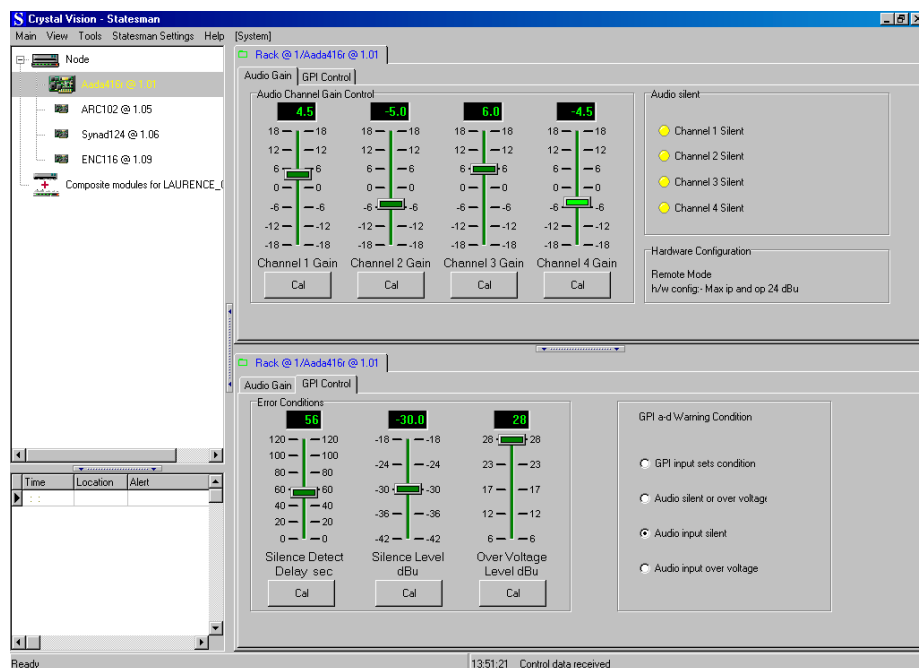 S Crystal Vision - Statesman
Main View Tools Statesman Settings Help [System]
Node
Aada416r @ 1.01
ARC102 @ 1.05
Synad124 @ 1.06
ENC116 @ 1.09
Composite modules for LAURENCE_
Time Location Alert
: :
Rack @ 1/Aada416r @ 1.01
Audio Gain GPI Control
Audio Channel Gain Control
4.5 -5.0 6.0 -4.5
18 18 18 18 18 18 18 18
12 12 12 12 12 12 12 12
6 6 6 6 6 6 6 6
0 0 0 0 0 0 0 0
-6 -6 -6 -6 -6 -6 -6 -6
-12 -12 -12 -12 -12 -12 -12 -12
-18 -18 -18 -18 -18 -18 -18 -18
Channel 1 Gain Channel 2 Gain Channel 3 Gain Channel 4 Gain
Cal Cal Cal Cal
Audio silent
Channel 1 Silent
Channel 2 Silent
Channel 3 Silent
Channel 4 Silent
Hardware Configuration
Remote Mode
h/w config:- Max ip and op 24 dBu
Rack @ 1/Aada416r @ 1.01
Audio Gain GPI Control
Error Conditions
56 -30.0 28
120 120 -18 -18 28 28
100 100 -24 -24 23 23
80 80 -30 -30 17 17
60 60 -36 -36 12 12
40 40 -42 -42 6 6
20 20
0 0
Silence Detect Silence Level Over Voltage
Delay sec dBu Level dBu
Cal Cal Cal
GPI a-d Warning Condition
GPI input sets condition
Audio silent or over voltage
Audio input silent
Audio input over voltage
Ready 13:51:21 Control data received